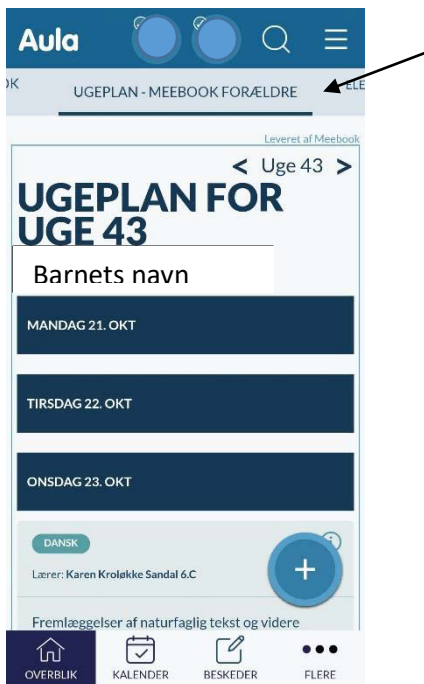 Aula
UGEPLAN - MEEBOOK FORÆLDRE
ELE
Leveret af Meebook
< Uge 43 >
UGEPLAN FOR
UGE 43
Barnets navn
MANDAG 21. OKT
TIRSDAG 22. OKT
ONSDAG 23. OKT
DANSK
Lærer: Karen Kroløkke Sandal 6.C
+
Fremlæggelser af naturfaglig tekst og videre
OVERBLIK KALENDER BESKEDER FLERE